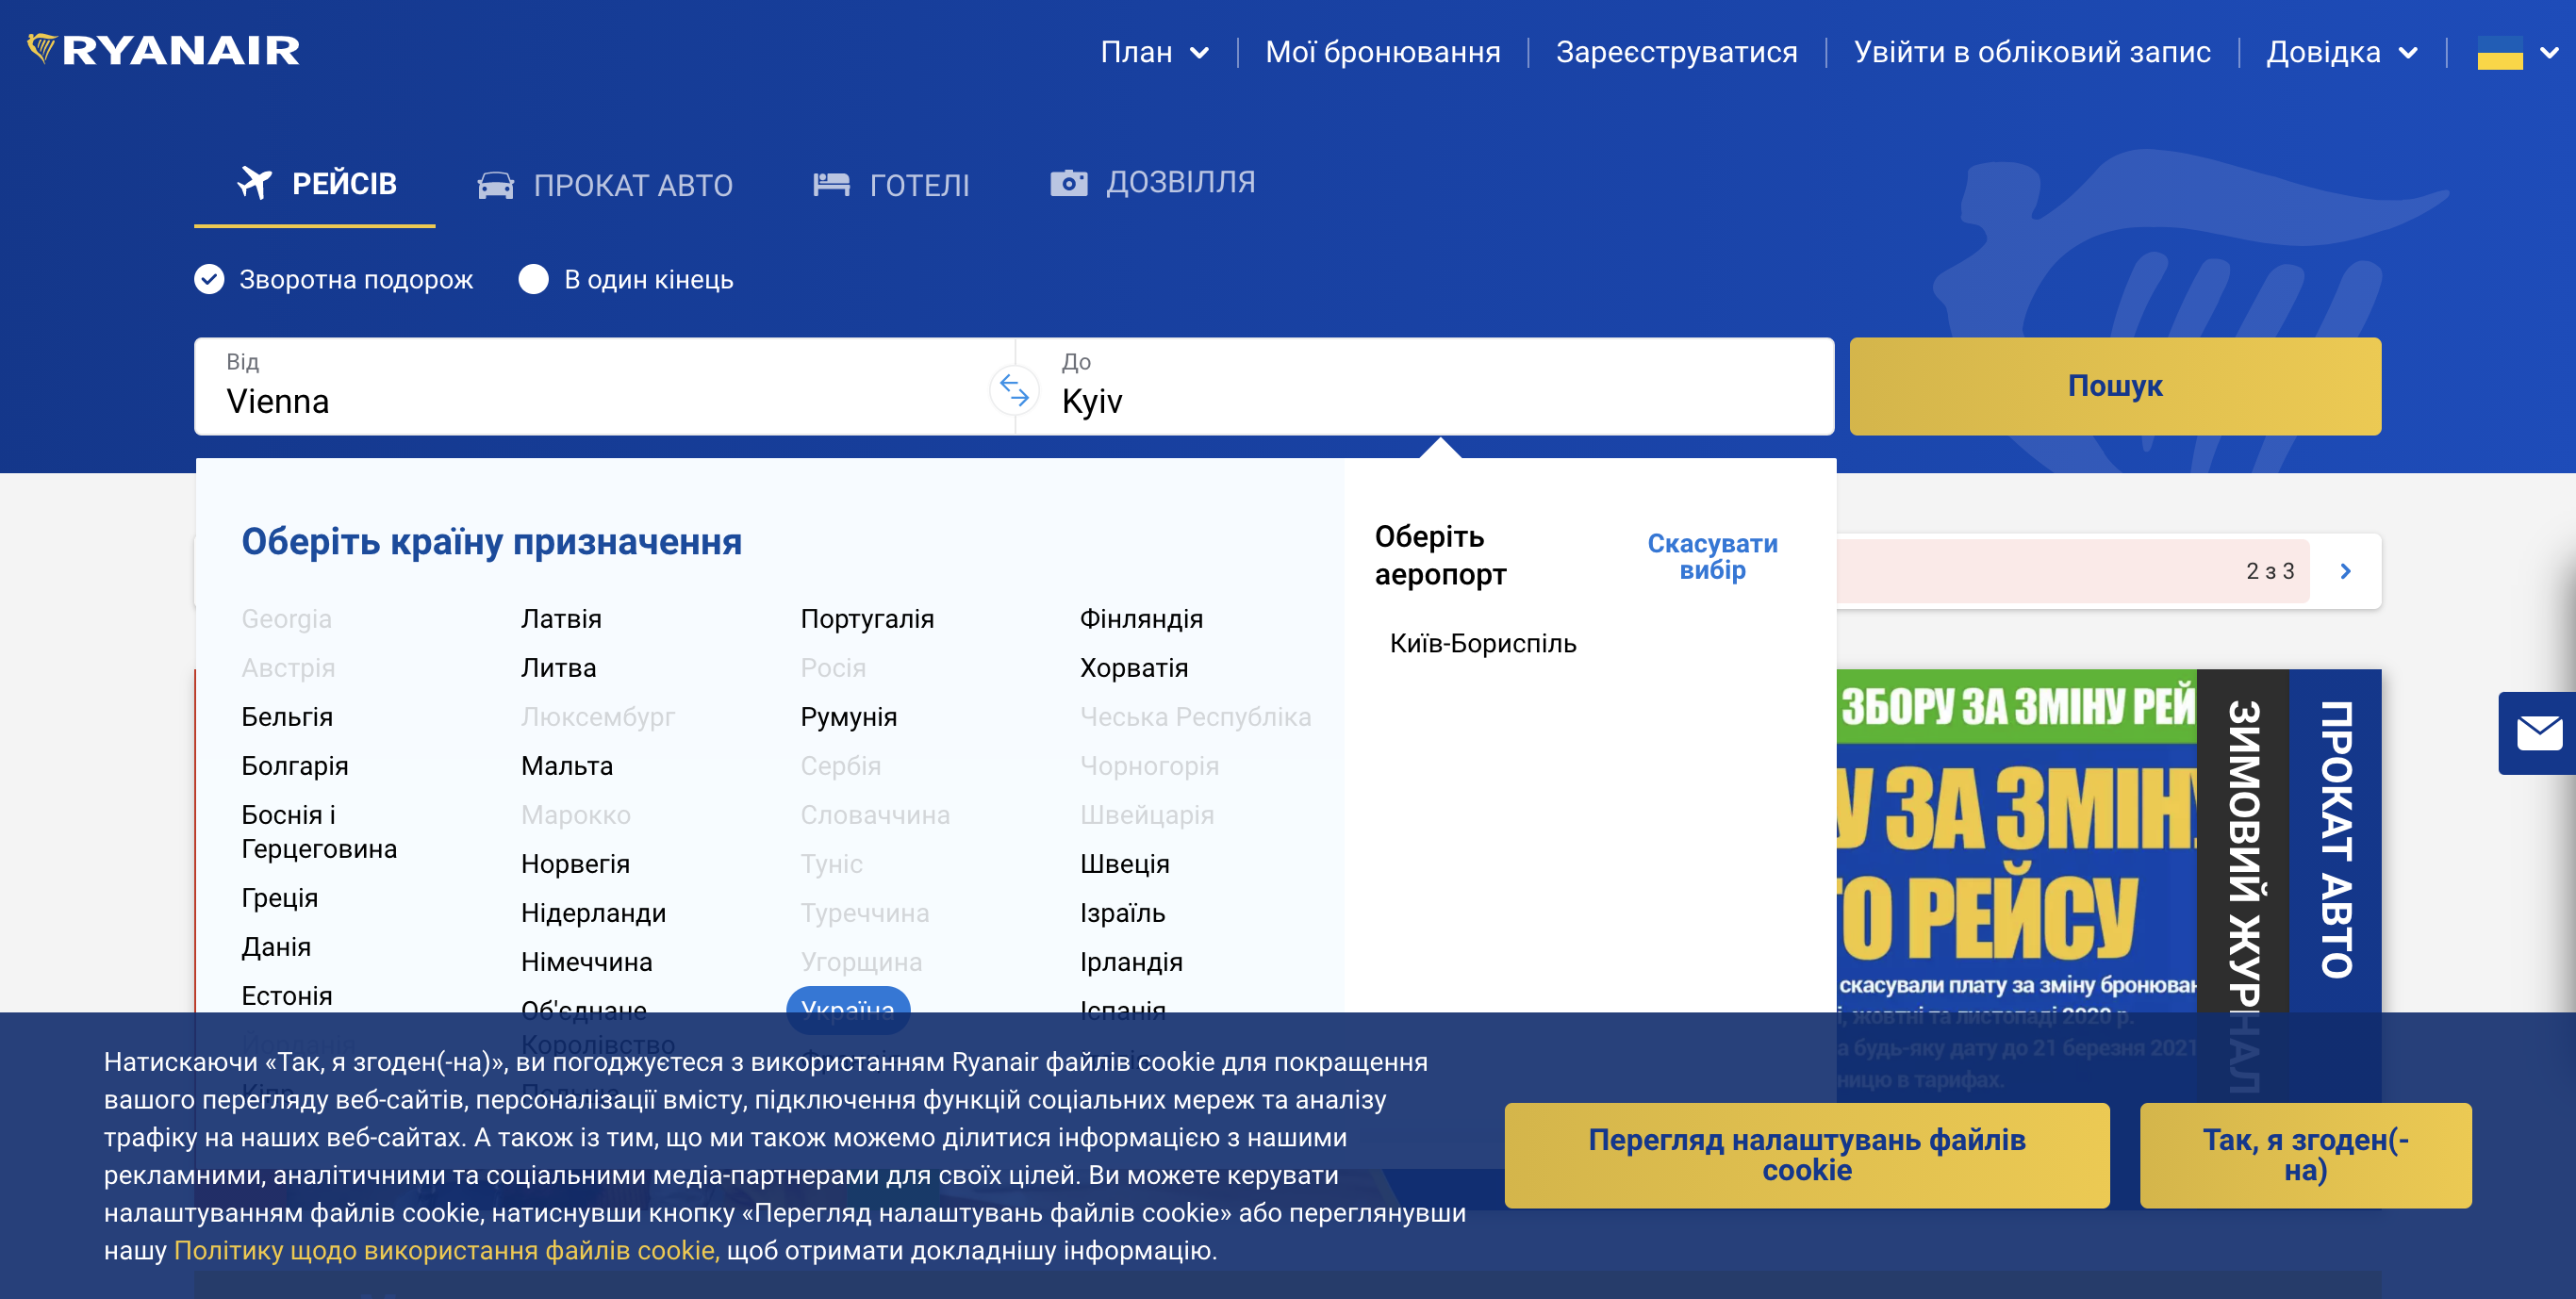 RYANAIR
План
Мої бронювання
Зареєструватися
Увійти в обліковий запис
Довідка
РЕЙСІВ
ПРОКАТ АВТО
ГОТЕЛІ
ДОЗВІЛЛЯ
Зворотна подорож
В один кінець
Від
Vienna
До
Kyiv
Пошук
Оберіть країну призначення
Georgia
Австрія
Бельгія
Болгарія
Боснія і
Герцеговина
Греція
Данія
Естонія
Йорданія
Кіпр
Латвія
Литва
Люксембург
Мальта
Марокко
Норвегія
Нідерланди
Німеччина
Об'єднане
Королівство
Польща
Португалія
Росія
Румунія
Сербія
Словаччина
Туніс
Туреччина
Угорщина
Україна
Фінляндія
Хорватія
Чеська Республіка
Чорногорія
Швейцарія
Швеція
Ізраїль
Ірландія
Іспанія
Оберіть
аеропорт
Скасувати
вибір
Київ-Бориспіль
2 з 3
ЗБОРУ ЗА ЗМІНУ РЕЙ
У ЗА ЗМІН
О РЕЙСУ
скасували плату за зміну бронюван
і, жовтні та листопаді 2020 р.
а будь-яку дату до 21 березня 2021
ницю в тарифах.
ЗИМОВИЙ ЖУРНАЛ
ПРОКАТ АВТО
Натискаючи «Так, я згоден(-на)», ви погоджуєтеся з використанням Ryanair файлів cookie для покращення
вашого перегляду веб-сайтів, персоналізації вмісту, підключення функцій соціальних мереж та аналізу
трафіку на наших веб-сайтах. А також із тим, що ми також можемо ділитися інформацією з нашими
рекламними, аналітичними та соціальними медіа-партнерами для своїх цілей. Ви можете керувати
налаштуванням файлів cookie, натиснувши кнопку «Перегляд налаштувань файлів cookie» або переглянувши
нашу Політику щодо використання файлів cookie, щоб отримати докладнішу інформацію.
Перегляд налаштувань файлів
cookie
Так, я згоден(-
на)